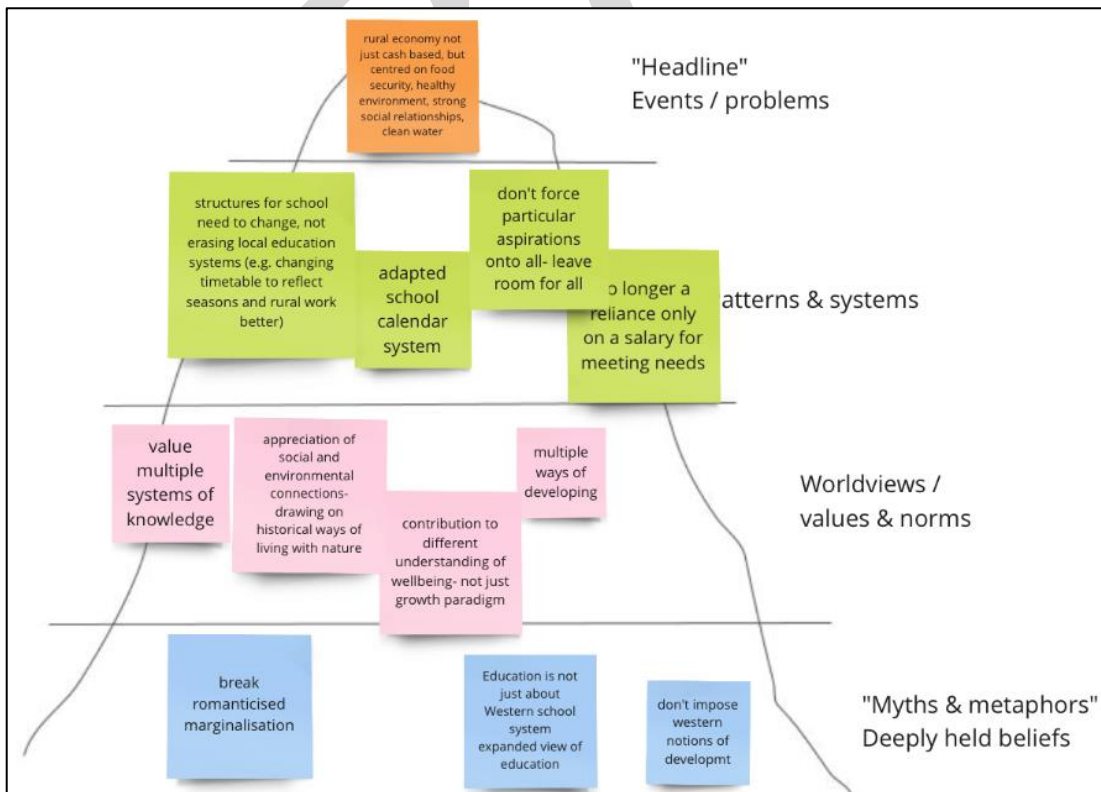 rural economy not
just cash based, but
centred on food
security, healthy
environment, strong
social relationships,
clean water
"Headline"
Events / problems
structures for school
need to change, not
erasing local education
systems (e.g. changing
timetable to reflect
seasons and rural work
better)
adapted
school
calendar
system
don't force
particular
aspirations
onto all- leave
room for all
o longer a
reliance only
on a salary for
meeting needs
atterns & systems
value
multiple
systems of
knowledge
appreciation of
social and
environmental
connections-
drawing on
historical ways of
living with nature
contribution to
different
understanding of
wellbeing- not just
growth paradigm
multiple
ways of
developing
Worldviews /
values & norms
break
romanticised
marginalisation
Education is not
just about
Western school
system
expanded view of
education
don't impose
western
notions of
developmt
"Myths & metaphors"
Deeply held beliefs